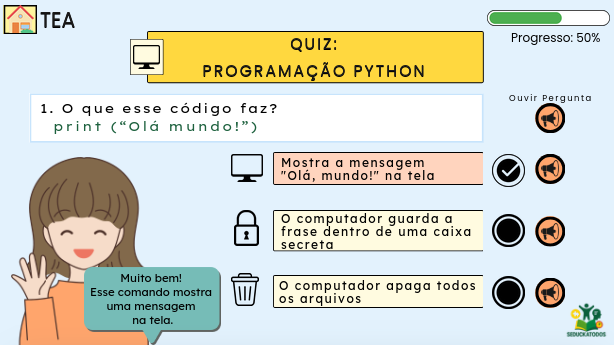 TEA
QUIZ:
PROGRAMAÇÃO PYTHON
Progresso: 50%
1. O que esse código faz?
print (“Olá mundo!”)
Ouvir Pergunta
Mostra a mensagem
"Olá, mundo!" na tela
O computador guarda a
frase dentro de uma caixa
secreta
O computador apaga todos
os arquivos
Muito bem!
Esse comando mostra
uma mensagem
na tela.
SEDUCKATODOS